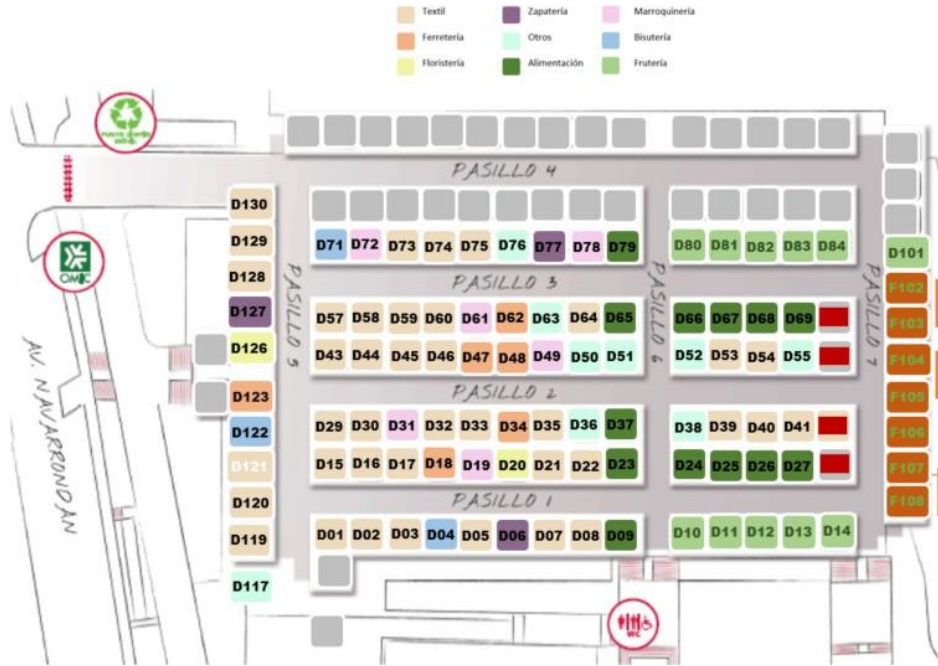 Textil Zapatería Marroquinería
Ferretería Otros Bisutería
Floristería Alimentación Frutería
PASILLO 4
D130
D129
D128
D127
D126
D123
D122
D121
D120
D119
D117
OMIC
AV. NAVARRONDAN
PASILLO 5
D71 D72 D73 D74 D75 D76 D77 D78 D79
D80 D81 D82 D83 D84
PASILLO 3
PASILLO 6
PASILLO 7
D57 D58 D59 D60 D61 D62 D63 D64 D65
D66 D67 D68 D69
D43 D44 D45 D46 D47 D48 D49 D50 D51
D52 D53 D54 D55
PASILLO 2
D29 D30 D31 D32 D33 D34 D35 D36 D37
D38 D39 D40 D41
D15 D16 D17 D18 D19 D20 D21 D22 D23
D24 D25 D26 D27
PASILLO 1
D01 D02 D03 D04 D05 D06 D07 D08 D09
D10 D11 D12 D13 D14
D101
F102
F103
F104
F105
F106
F107
F108
WC